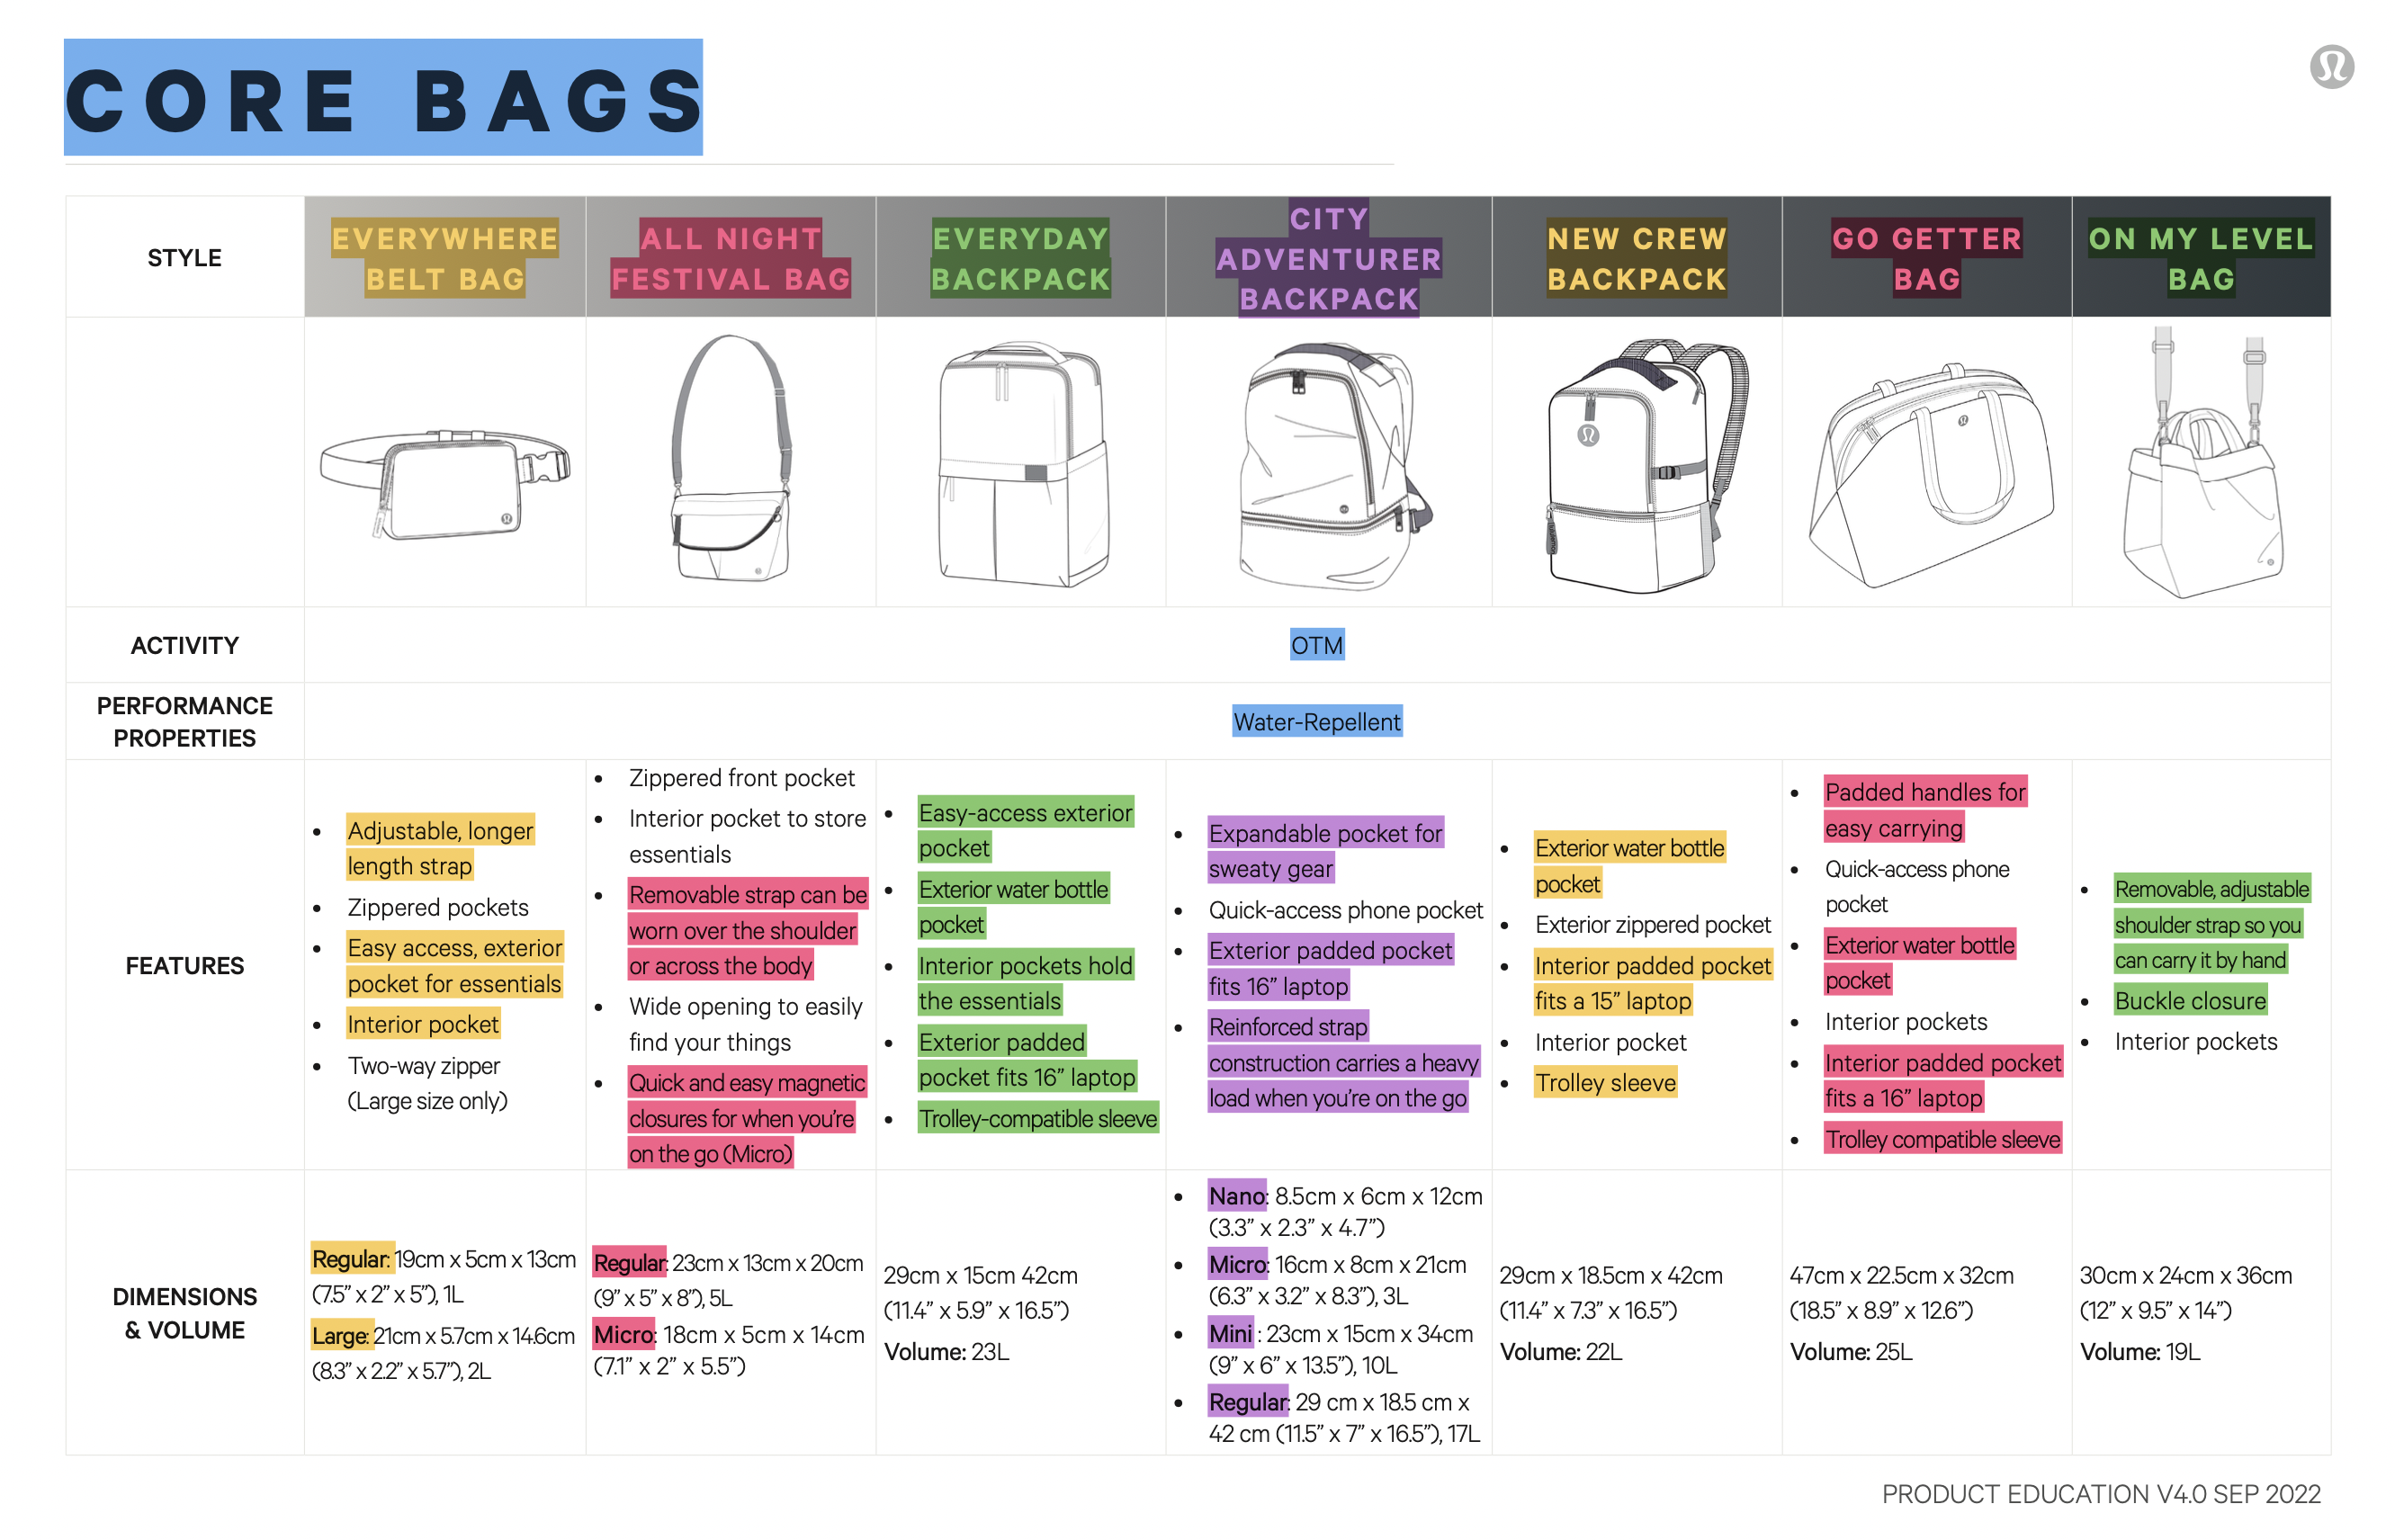 CORE BAGS
STYLE
EVERYWHERE
BELT BAG
ALL NIGHT
FESTIVAL BAG
EVERYDAY
BACKPACK
CITY
ADVENTURER
BACKPACK
NEW CREW
BACKPACK
GO GETTER
BAG
ON MY LEVEL
BAG
ACTIVITY
OTM
PERFORMANCE
PROPERTIES
Water-Repellent
FEATURES
• Adjustable, longer
length strap
• Zippered pockets
• Easy access, exterior
pocket for essentials
• Interior pocket
• Two-way zipper
(Large size only)
• Zippered front pocket
• Interior pocket to store
essentials
• Removable strap can be
worn over the shoulder
or across the body
• Wide opening to easily
find your things
• Quick and easy magnetic
closures for when you’re
on the go (Micro)
• Easy-access exterior
pocket
• Exterior water bottle
pocket
• Interior pockets hold
the essentials
• Exterior padded
pocket fits 16” laptop
• Trolley-compatible sleeve
• Expandable pocket for
sweaty gear
• Quick-access phone pocket
• Exterior padded pocket
fits 16” laptop
• Reinforced strap
construction carries a heavy
load when you’re on the go
• Exterior water bottle
pocket
• Exterior zippered pocket
• Interior padded pocket
fits a 15” laptop
• Interior pocket
• Trolley sleeve
• Padded handles for
easy carrying
• Quick-access phone
pocket
• Exterior water bottle
pocket
• Interior pockets
• Interior padded pocket
fits a 16” laptop
• Trolley compatible sleeve
• Removable, adjustable
shoulder strap so you
can carry it by hand
• Buckle closure
• Interior pockets
DIMENSIONS
& VOLUME
Regular: 19cm x 5cm x 13cm
(7.5” x 2” x 5”), 1L
Large: 21cm x 5.7cm x 14.6cm
(8.3” x 2.2” x 5.7”), 2L
Regular: 23cm x 13cm x 20cm
(9” x 5” x 8”), 5L
Micro: 18cm x 5cm x 14cm
(7.1” x 2” x 5.5”)
29cm x 15cm 42cm
(11.4” x 5.9” x 16.5”)
Volume: 23L
• Nano: 8.5cm x 6cm x 12cm
(3.3” x 2.3” x 4.7”)
• Micro: 16cm x 8cm x 21cm
(6.3” x 3.2” x 8.3”), 3L
• Mini : 23cm x 15cm x 34cm
(9” x 6” x 13.5”), 10L
• Regular: 29 cm x 18.5 cm x
42 cm (11.5” x 7” x 16.5”), 17L
29cm x 18.5cm x 42cm
(11.4” x 7.3” x 16.5”)
Volume: 22L
47cm x 22.5cm x 32cm
(18.5” x 8.9” x 12.6”)
Volume: 25L
30cm x 24cm x 36cm
(12” x 9.5” x 14”)
Volume: 19L
PRODUCT EDUCATION V4.0 SEP 2022